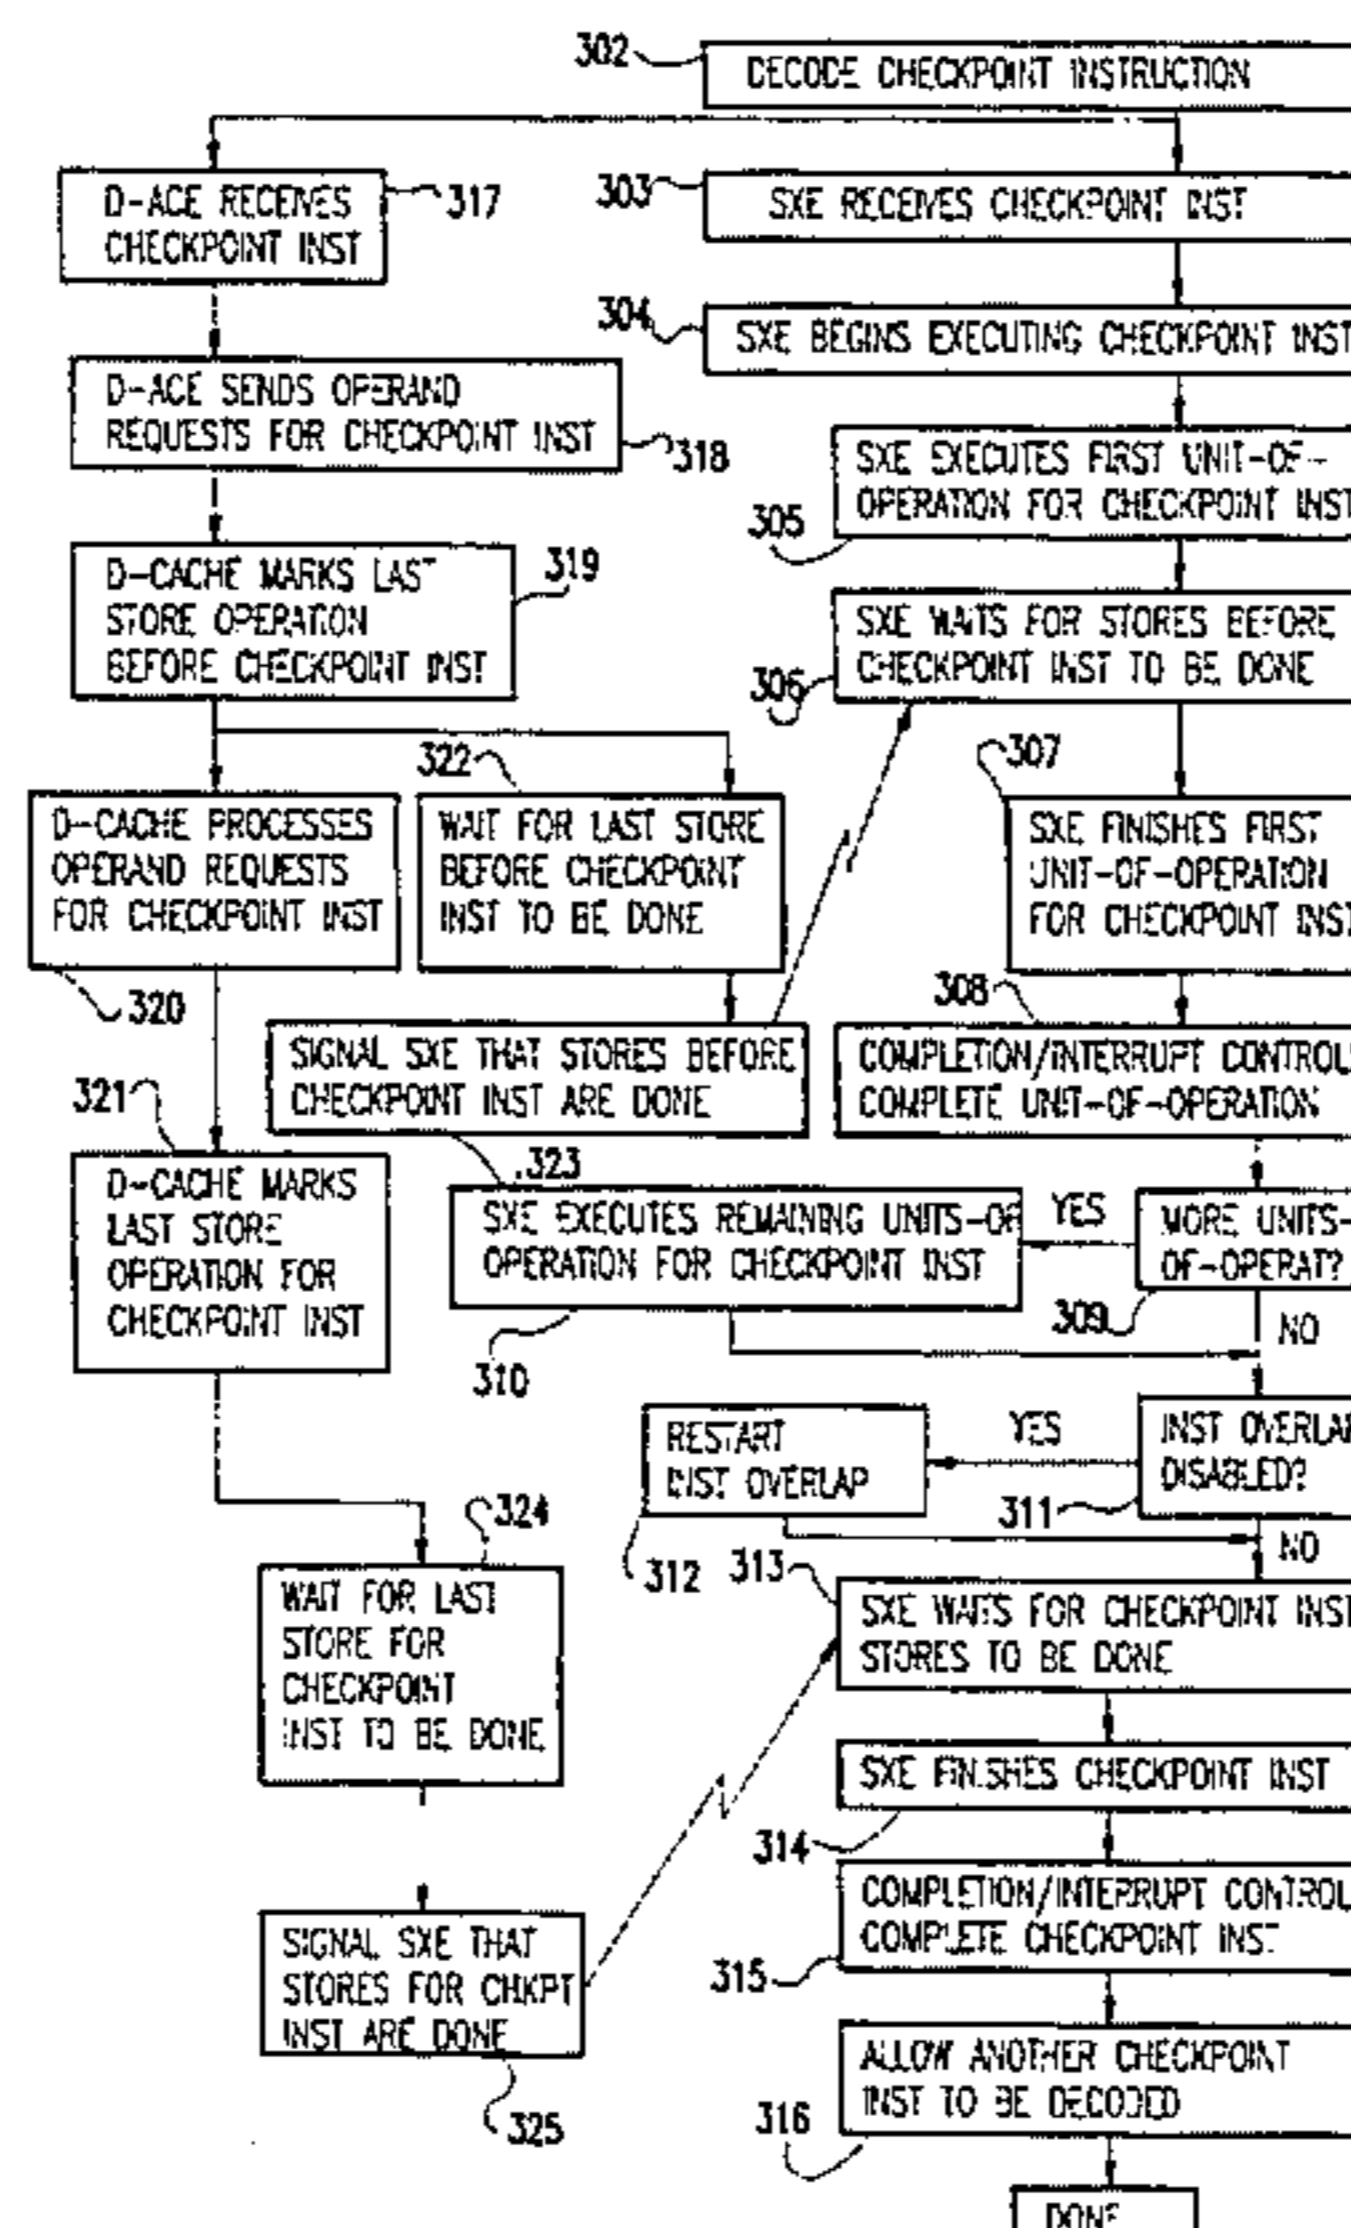 302
DECODE CHECKPOINT INSTRUCTION
D-ACE RECEIVES
CHECKPOINT INST
317
303
SXE RECEIVES CHECKPOINT INST
304
SXE BEGINS EXECUTING CHECKPOINT INST
D-ACE SENDS OPERAND
REQUESTS FOR CHECKPOINT INST
318
SXE EXECUTES FIRST UNIT-OF-
OPERATION FOR CHECKPOINT INST
305
D-CACHE MARKS LAST
STORE OPERATION
BEFORE CHECKPOINT INST
319
SXE WAITS FOR STORES BEFORE
CHECKPOINT INST TO BE DONE
306
322
307
D-CACHE PROCESSES
OPERAND REQUESTS
FOR CHECKPOINT INST
320
WAIT FOR LAST STORE
BEFORE CHECKPOINT
INST TO BE DONE
SXE FINISHES FIRST
UNIT-OF-OPERATION
FOR CHECKPOINT INST
308
SIGNAL SXE THAT STORES BEFORE
CHECKPOINT INST ARE DONE
323
COMPLETION/INTERRUPT CONTROL
COMPLETE UNIT-OF-OPERATION
321
D-CACHE MARKS
LAST STORE
OPERATION FOR
CHECKPOINT INST
SXE EXECUTES REMAINING UNITS-OF
OPERATION FOR CHECKPOINT INST
310
YES
MORE UNITS-
OF-OPERAT?
309
NO
RESTART
INST OVERLAP
312
YES
INST OVERLAP
DISABLED?
311
NO
324
WAIT FOR LAST
STORE FOR
CHECKPOINT
INST TO BE DONE
313
SXE WAITS FOR CHECKPOINT INST
STORES TO BE DONE
SXE FINISHES CHECKPOINT INST
314
COMPLETION/INTERRUPT CONTROL
COMPLETE CHECKPOINT INST
315
SIGNAL SXE THAT
STORES FOR CHKPT
INST ARE DONE
325
ALLOW ANOTHER CHECKPOINT
INST TO BE DECODED
316
DONE